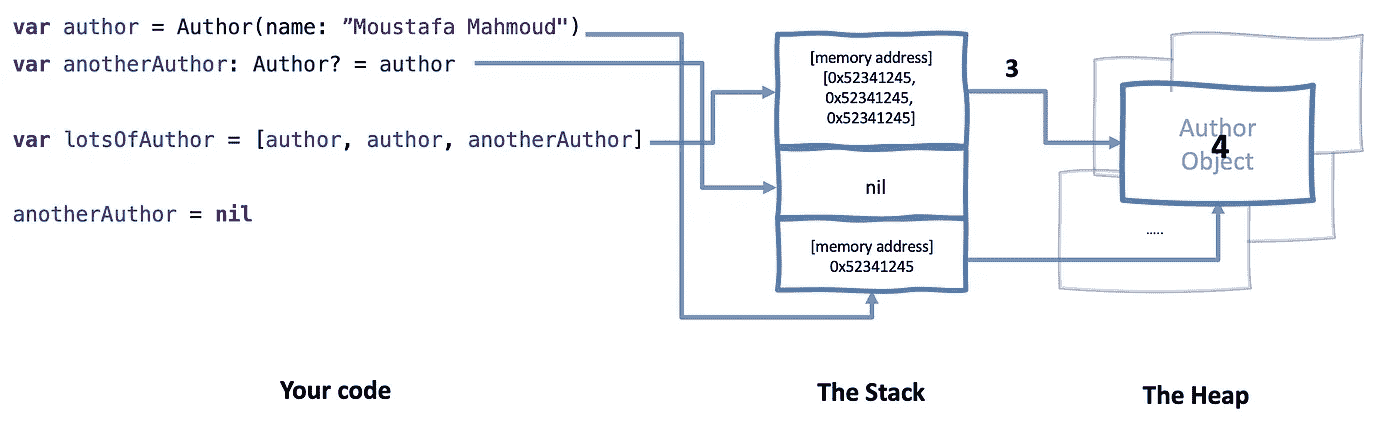 var author = Author(name: ”Moustafa Mahmoud")
var anotherAuthor: Author? = author
var lotsOfAuthor = [author, author, anotherAuthor]
anotherAuthor = nil
[memory address]
[0x52341245,
0x52341245,
0x52341245]
nil
[memory address]
0x52341245
3
Author
4
Object
.....
Your code
The Stack
The Heap